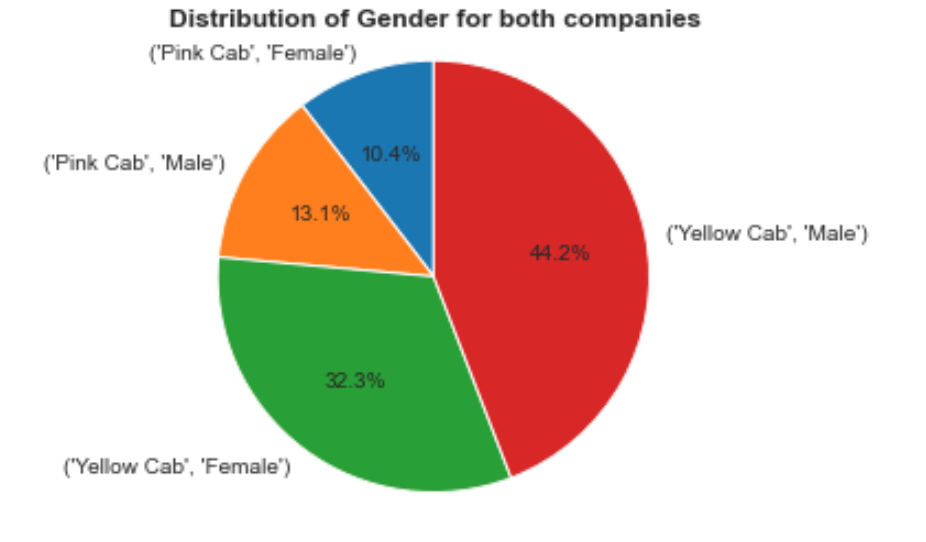 Distribution of Gender for both companies
('Pink Cab', 'Female')
10.4%
('Pink Cab', 'Male')
13.1%
('Yellow Cab', 'Male')
44.2%
32.3%
('Yellow Cab', 'Female')